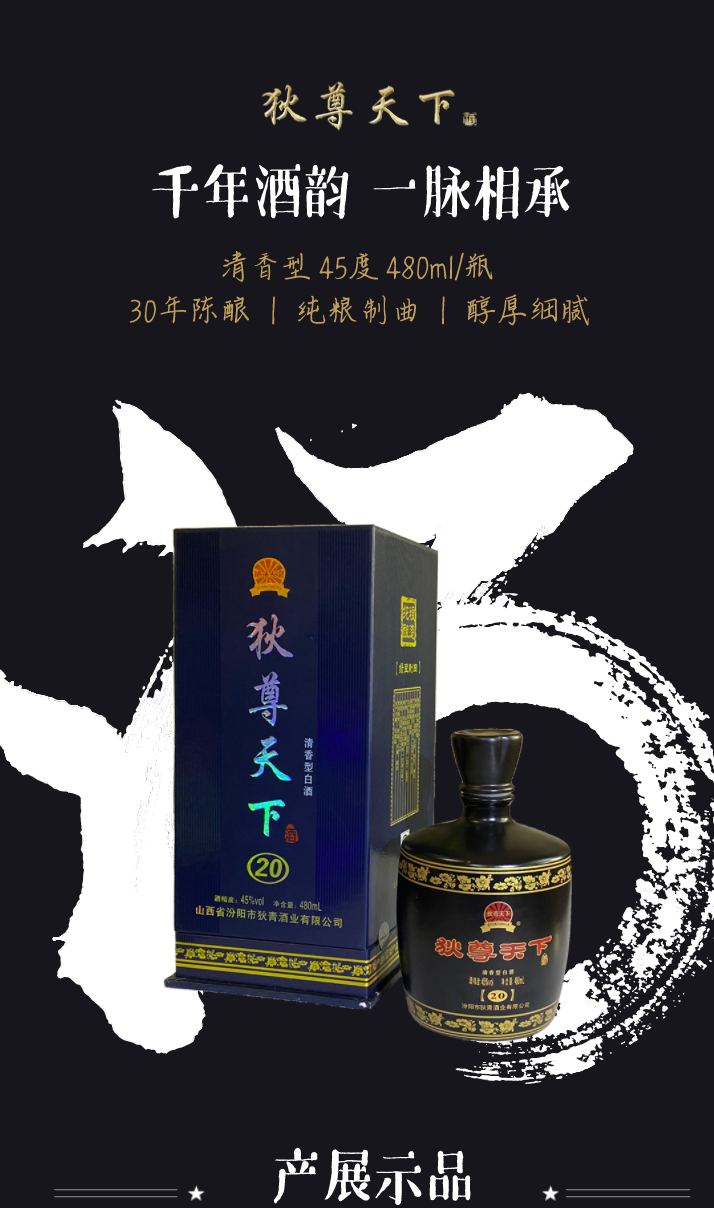 狄尊天下
千年酒韵 一脉相承
清香型 45度 480ml/瓶
30年陈酿 | 纯粮制曲 | 醇厚细腻
狄
尊
天
下
清香型白酒
20
酒精度：45%vol 净含量：480mL
山西省汾阳市狄青酒业有限公司
狄尊天下
狄尊天下
清香型白酒
【20】
汾阳市狄青酒业有限公司
产展示品